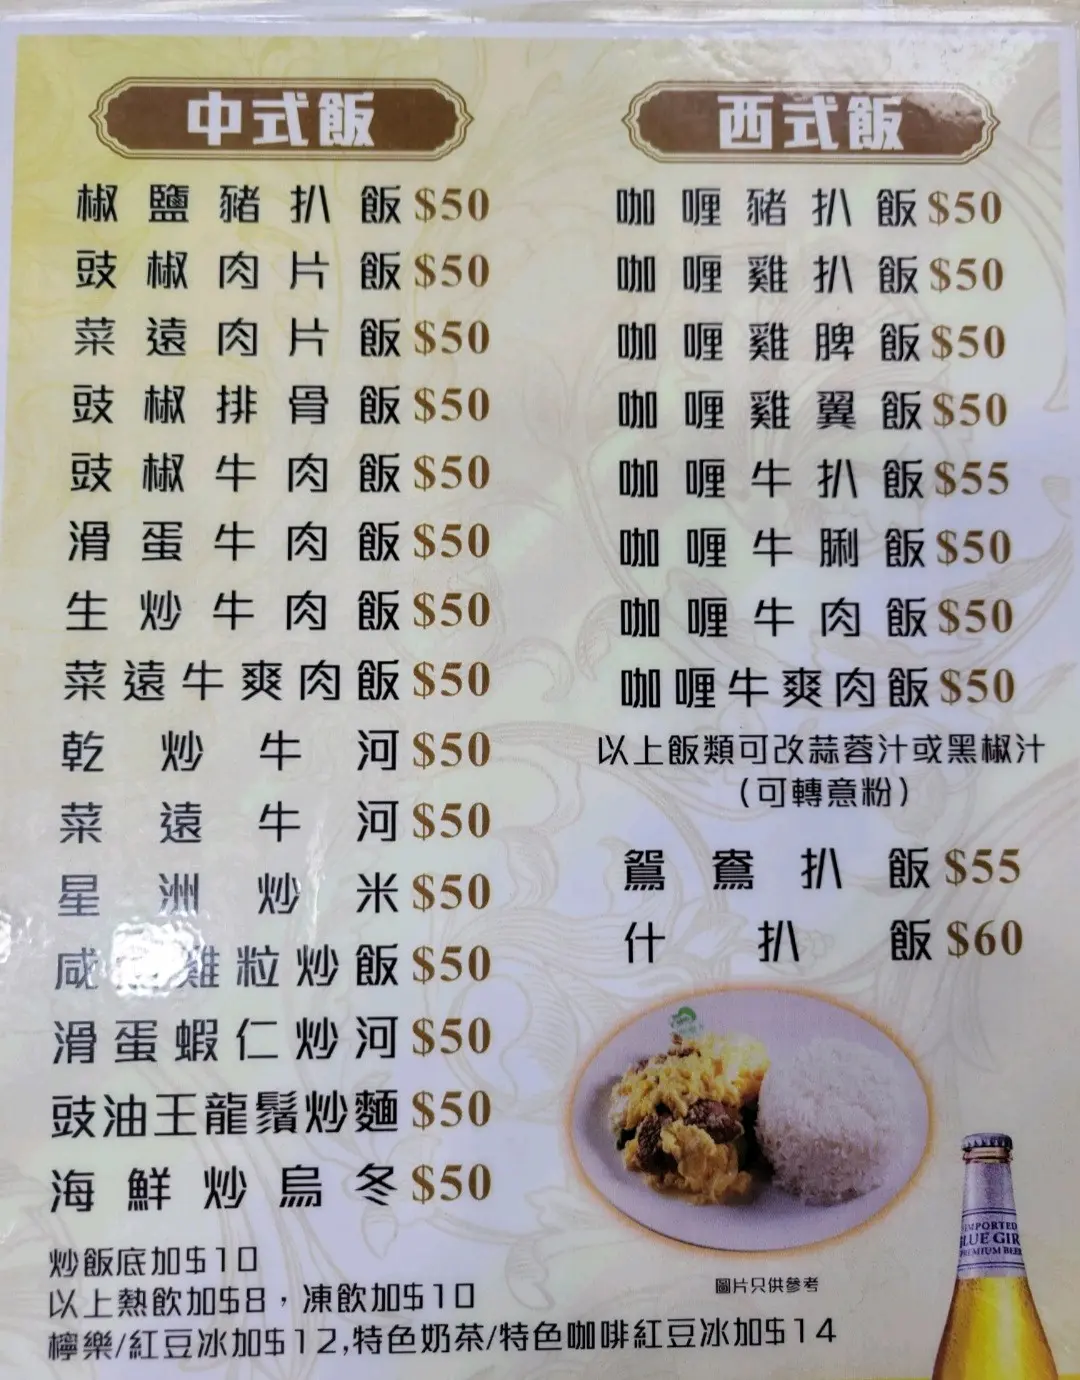 中式飯
椒鹽豬扒飯 $50
豉椒肉片飯 $50
菜遠肉片飯 $50
豉椒排骨飯 $50
豉椒牛肉飯 $50
滑蛋牛肉飯 $50
生炒牛肉飯 $50
菜遠牛爽肉飯 $50
乾炒牛河 $50
菜遠牛河 $50
星洲炒米 $50
咸雞粒炒飯 $50
滑蛋蝦仁炒河 $50
豉油王龍鬚炒麵 $50
海鮮炒烏冬 $50
炒飯底加$10
以上熱飲加$8，凍飲加$10
檸樂/紅豆冰加$12,特色奶茶/特色咖啡紅豆冰加$14
西式飯
咖喱豬扒飯 $50
咖喱雞扒飯 $50
咖喱雞脾飯 $50
咖喱雞翼飯 $50
咖喱牛扒飯 $55
咖喱牛脷飯 $50
咖喱牛肉飯 $50
咖喱牛爽肉飯 $50
以上飯類可改蒜蓉汁或黑椒汁
（可轉意粉）
鴛鴦扒飯 $55
什扒飯 $60
圖片只供參考
IMPORTED
BLUE GIR
PREMIUM BEER